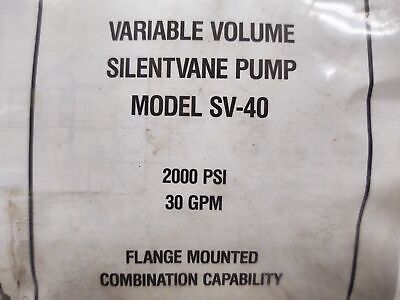 VARIABLE VOLUME
SILENTVANE PUMP
MODEL SV-40
2000 PSI
30 GPM
FLANGE MOUNTED
COMBINATION CAPABILITY